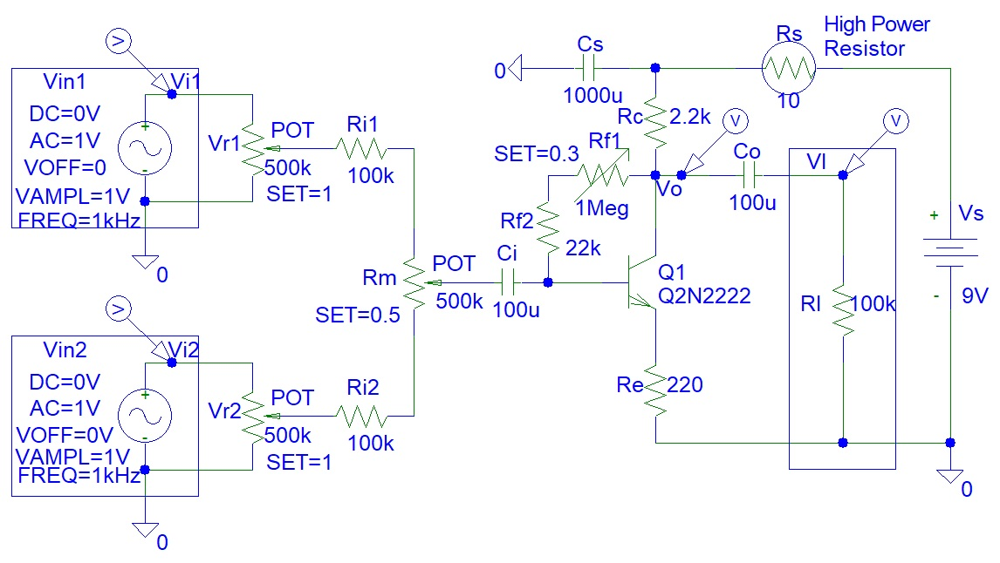 High Power
Resistor
Rs
10
Cs
0
1000u
V
Vin1
Vi1
DC=0V
AC=1V
VOFF=0
VAMPL=1V
FREQ=1kHz
+
-
0
Vr1
POT
500k
SET=1
Ri1
100k
Rc
2.2k
Rf1
SET=0.3
1Meg
V
Vo
Co
100u
V
Vl
Rf2
22k
Ci
100u
Rm
POT
500k
SET=0.5
Q1
Q2N2222
Rl
100k
+
Vs
-
9V
V
Vin2
Vi2
DC=0V
AC=1V
VOFF=0V
VAMPL=1V
FREQ=1kHz
+
-
0
Vr2
POT
500k
SET=1
Ri2
100k
Re
220
0